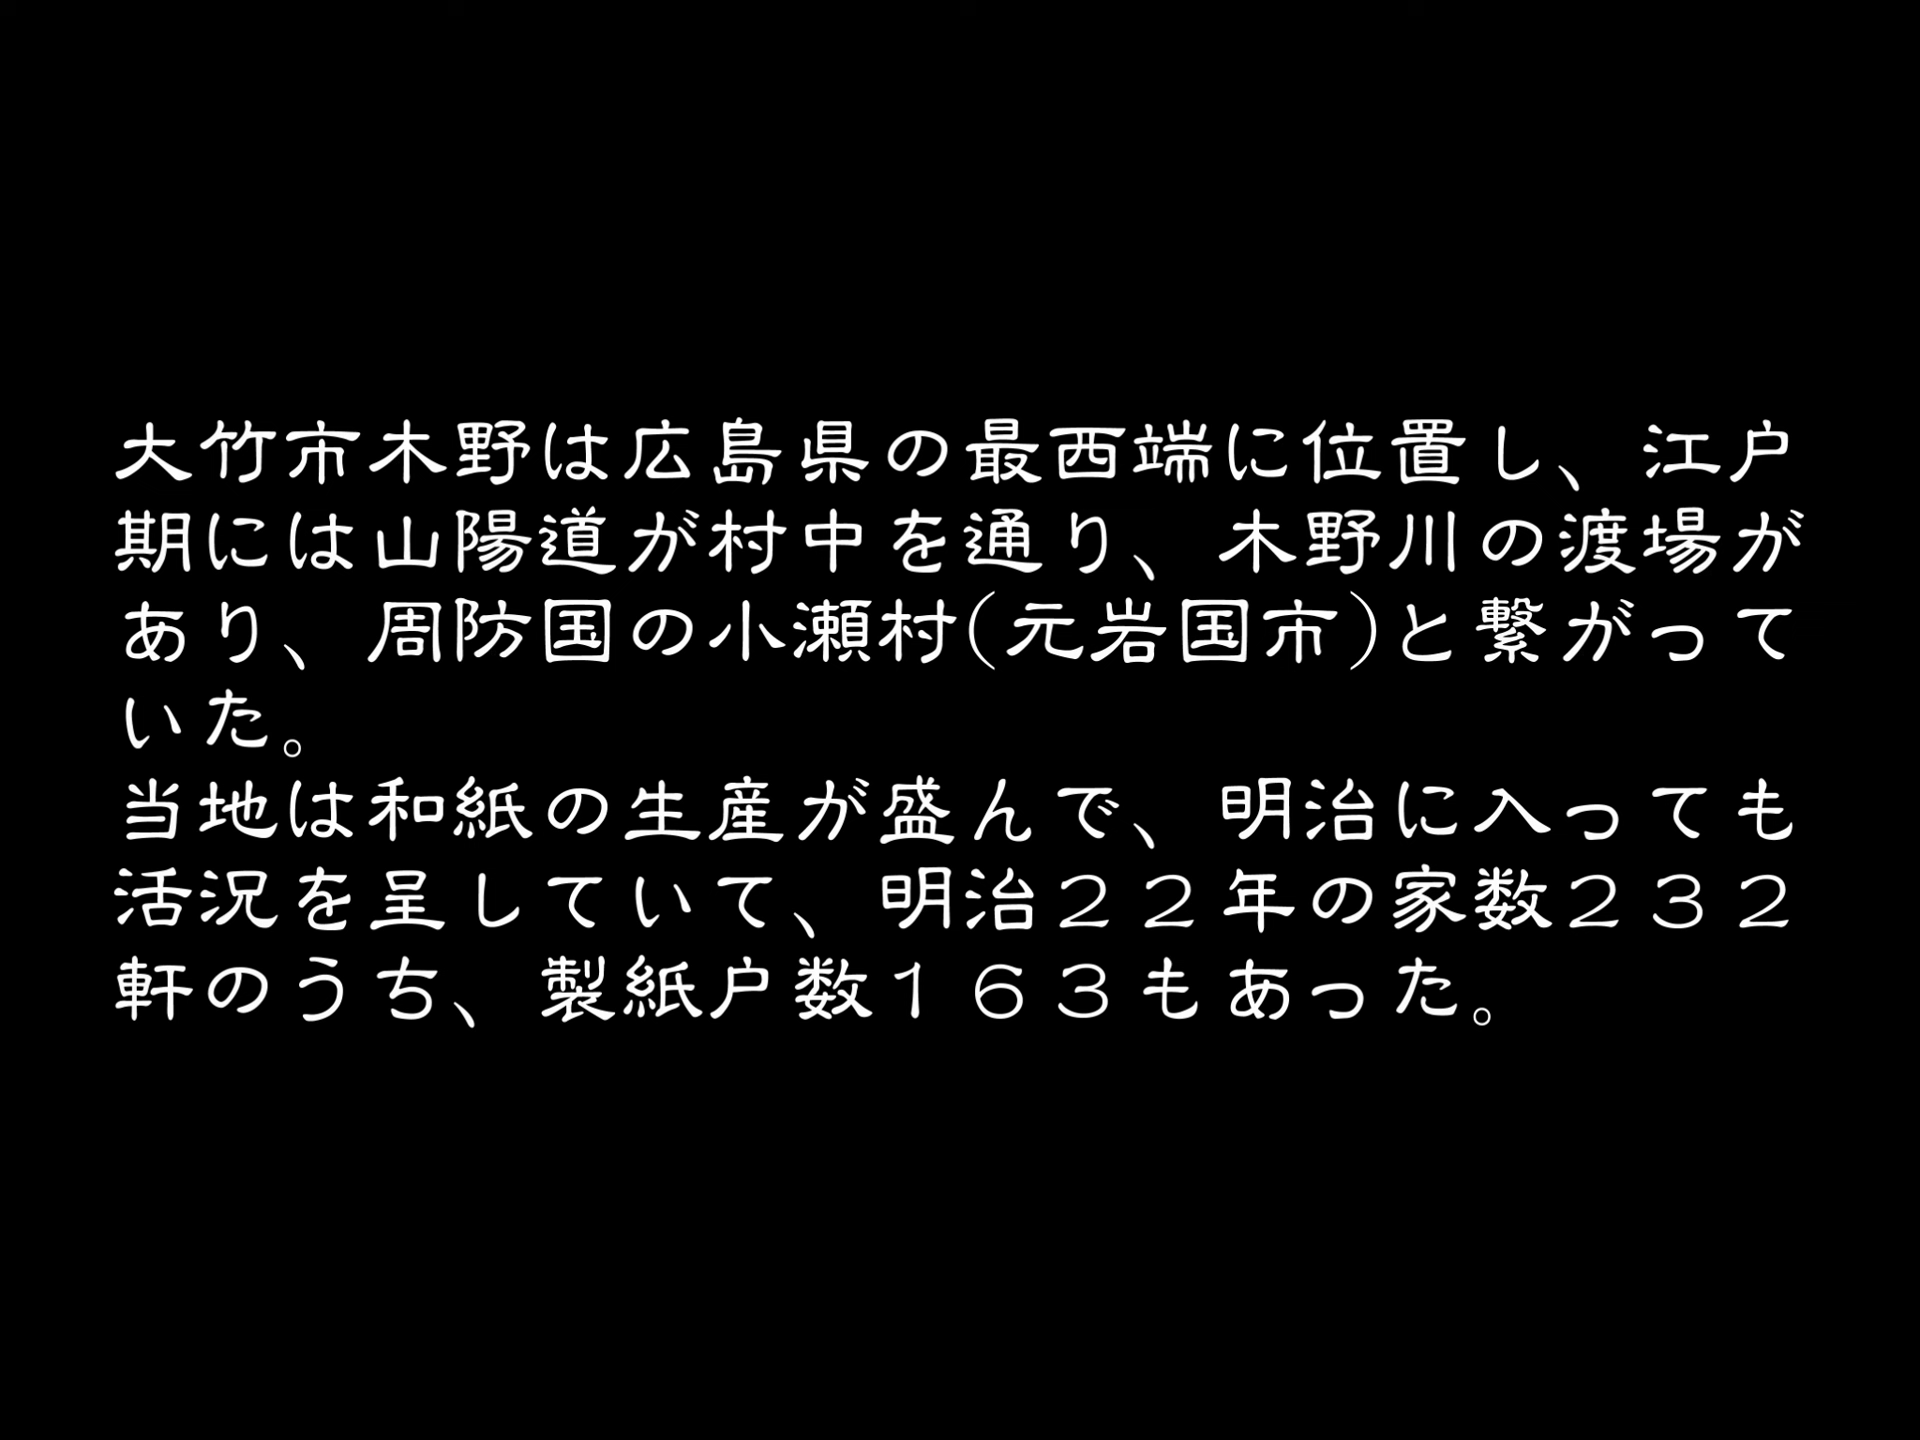 大竹市木野は広島県の最西端に位置し、江戸
期には山陽道が村中を通り、木野川の渡場が
あり、周防国の小瀬村(元岩国市)と繋がって
いた。
当地は和紙の生産が盛んで、明治に入っても
活況を呈していて、明治２２年の家数２３２
軒のうち、製紙戸数１６３もあった。